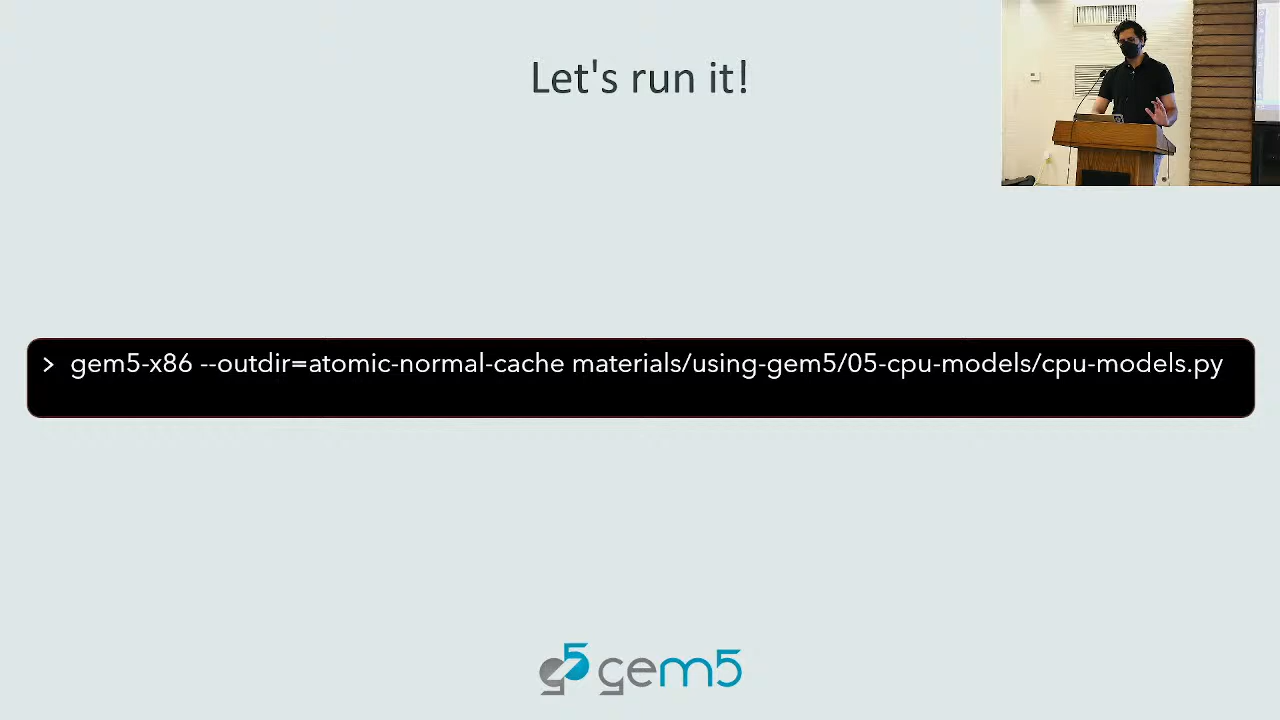 Let's run it!
> gem5-x86 --outdir=atomic-normal-cache materials/using-gem5/05-cpu-models/cpu-models.py
g5 gem5